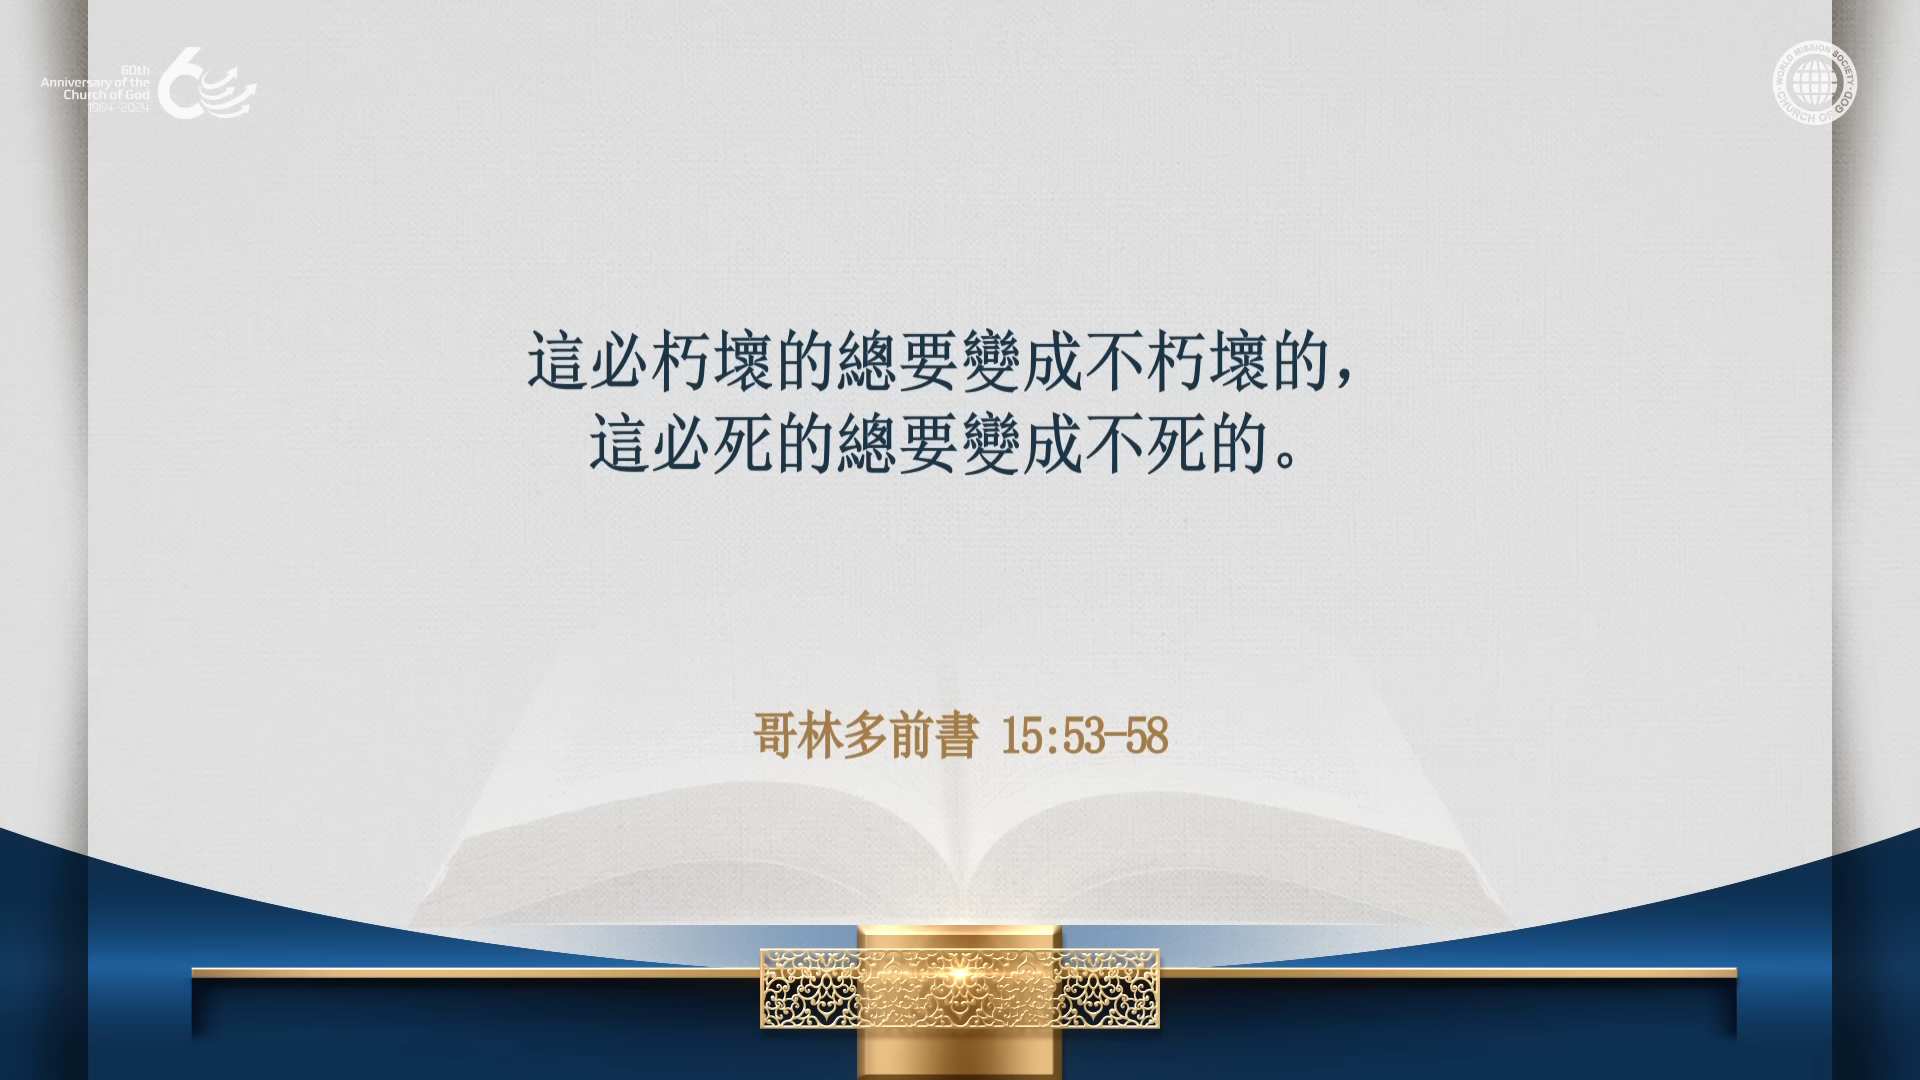 60th
Anniversary of the
Church of God
1964-2024
WORLD MISSION SOCIETY CHURCH OF GOD
這必朽壞的總要變成不朽壞的，
這必死的總要變成不死的。
哥林多前書 15:53-58